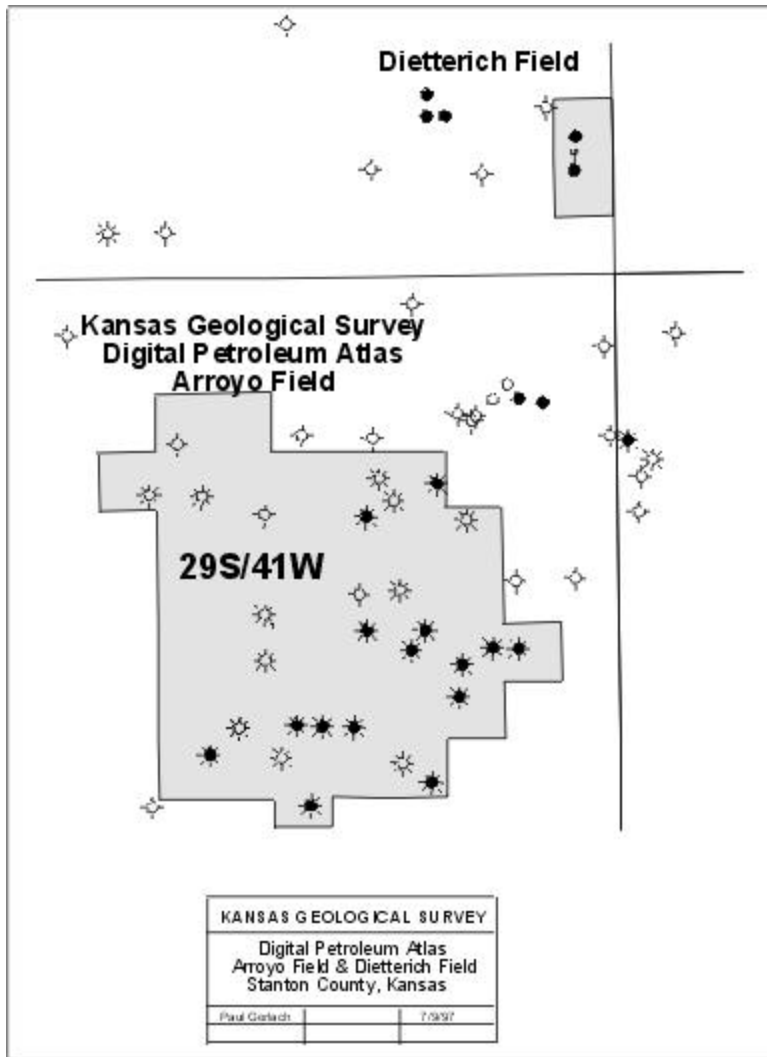 Dietterich Field
Kansas Geological Survey
Digital Petroleum Atlas
Arroyo Field
29S/41W
KANSAS GEOLOGICAL SURVEY
Digital Petroleum Atlas
Arroyo Field & Dietterich Field
Stanton County, Kansas
Paul Gerlach 7/9/97